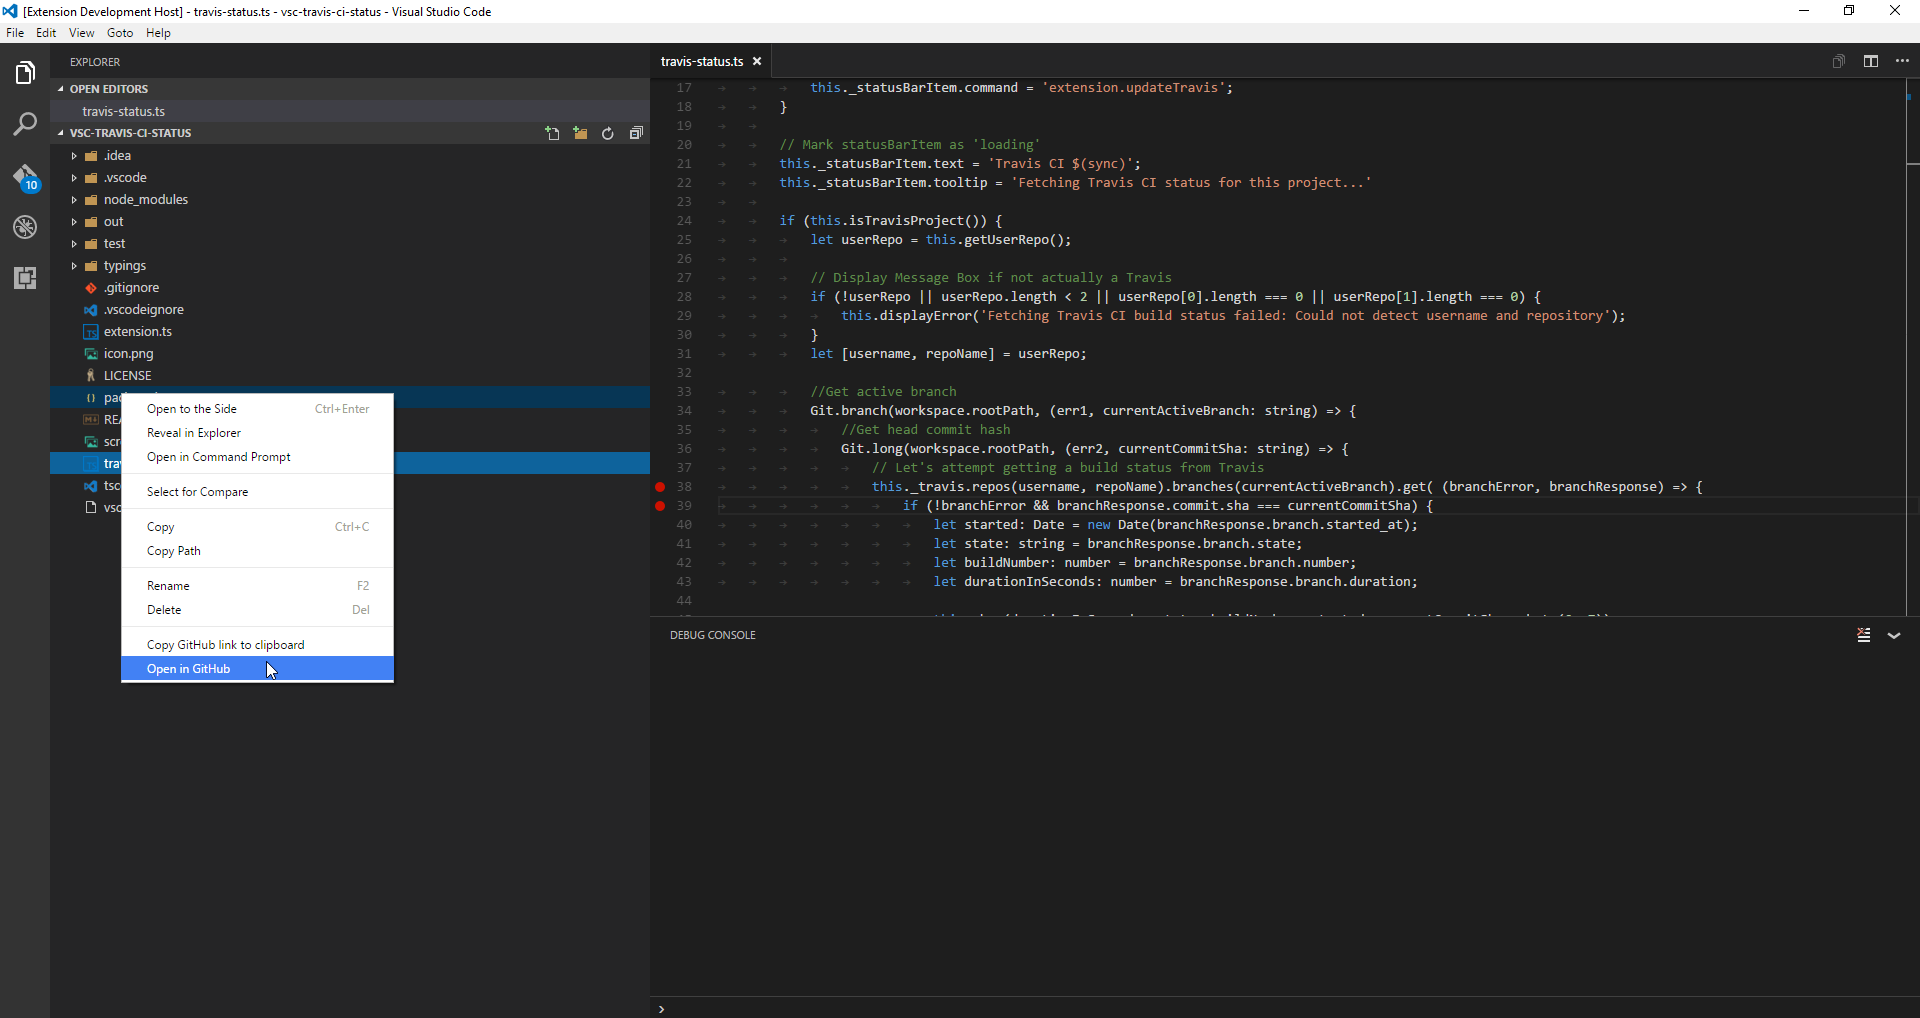 [Extension Development Host] - travis-status.ts - vsc-travis-ci-status - Visual Studio Code
File Edit View Goto Help
EXPLORER
OPEN EDITORS
travis-status.ts
VSC-TRAVIS-CI-STATUS
.idea
.vscode
node_modules
out
test
typings
.gitignore
.vscodeignore
extension.ts
icon.png
LICENSE
10
Open to the Side Ctrl+Enter
Reveal in Explorer
Open in Command Prompt
Select for Compare
Copy Ctrl+C
Copy Path
Rename F2
Delete Del
Copy GitHub link to clipboard
Open in GitHub
travis-status.ts
17 this._statusBarItem.command = 'extension.updateTravis';
18 }
19
20 // Mark statusBarItem as 'loading'
21 this._statusBarItem.text = 'Travis CI $(sync)';
22 this._statusBarItem.tooltip = 'Fetching Travis CI status for this project...'
23
24 if (this.isTravisProject()) {
25 let userRepo = this.getUserRepo();
26
27 // Display Message Box if not actually a Travis
28 if (!userRepo || userRepo.length < 2 || userRepo[0].length === 0 || userRepo[1].length === 0) {
29 this.displayError('Fetching Travis CI build status failed: Could not detect username and repository');
30 }
31 let [username, repoName] = userRepo;
32
33 //Get active branch
34 Git.branch(workspace.rootPath, (err1, currentActiveBranch: string) => {
35 //Get head commit hash
36 Git.long(workspace.rootPath, (err2, currentCommitSha: string) => {
37 // Let's attempt getting a build status from Travis
38 this._travis.repos(username, repoName).branches(currentActiveBranch).get( (branchError, branchResponse) => {
39 if (!branchError && branchResponse.commit.sha === currentCommitSha) {
40 let started: Date = new Date(branchResponse.branch.started_at);
41 let state: string = branchResponse.branch.state;
42 let buildNumber: number = branchResponse.branch.number;
43 let durationInSeconds: number = branchResponse.branch.duration;
44
DEBUG CONSOLE